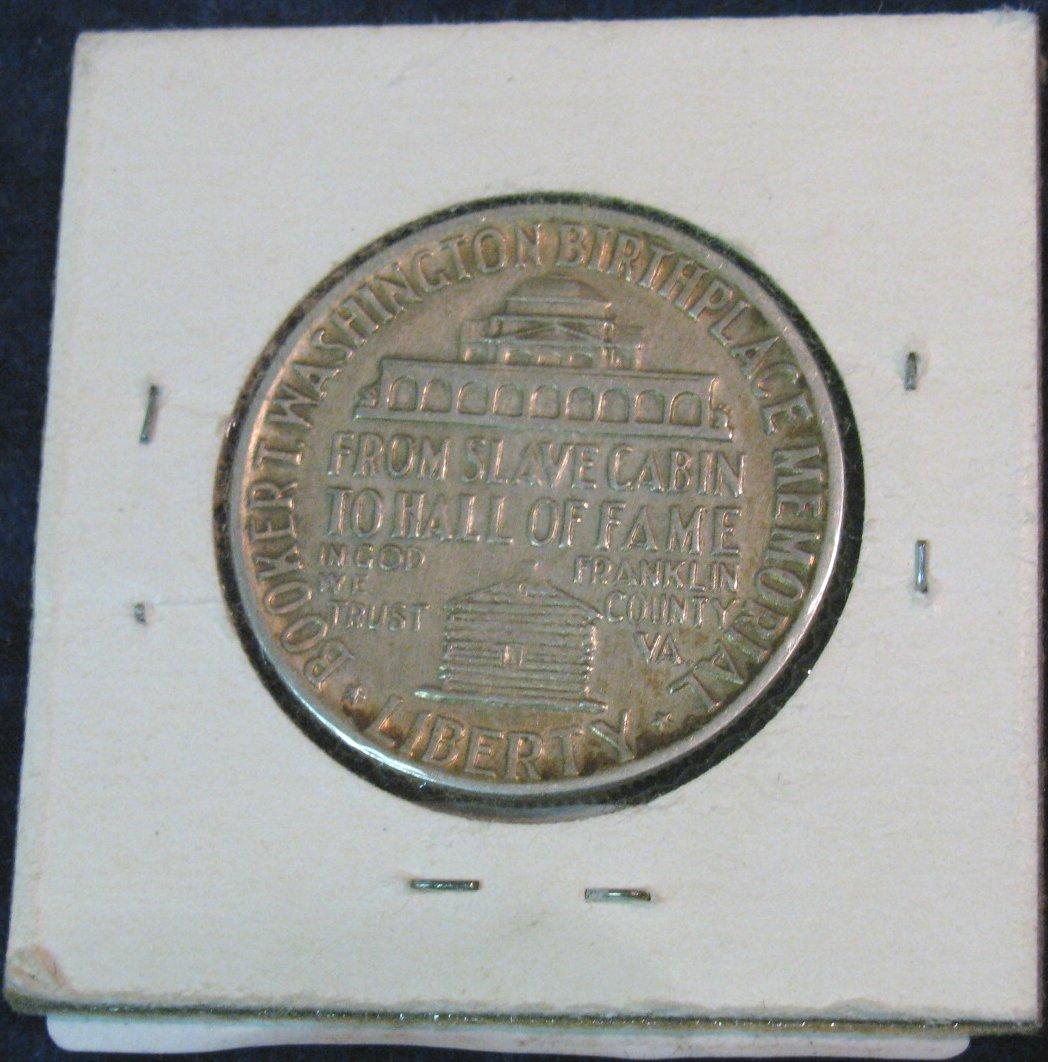 BOOKER T. WASHINGTON BIRTHPLACE MEMORIAL
FROM SLAVE CABIN
TO HALL OF FAME
IN GOD
WE
TRUST
FRANKLIN
COUNTY
VA.
LIBERTY